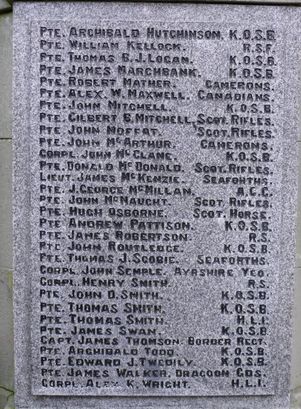 PTE. ARCHIBALD HUTCHINSON, K.O.S.B.
PTE. WILLIAM KELLOCK. R.S.F.
PTE. THOMAS B.J. LOGAN. K.O.S.B.
PTE. JAMES MARCHBANK. K.O.S.B.
PTE. ROBERT MATHER. CAMERONS.
PTE. ALEX. W. MAXWELL. CANADIANS.
PTE. JOHN MITCHELL. K.O.S.B.
PTE. GILBERT B. MITCHELL, SCOT. RIFLES.
PTE. JOHN MOFFAT. SCOT. RIFLES.
PTE. JOHN McARTHUR. CAMERONS.
CORPL. JOHN McCLANE. K.O.S.B.
PTE. DONALD McDONALD. SCOT. RIFLES.
LIEUT. JAMES McKENZIE. SEAFORTHS.
PTE. J. GEORGE McMILLAN. M.G.C.
PTE. JOHN McNAUGHT. SCOT. RIFLES.
PTE. HUGH OSBORNE. SCOT. HORSE.
PTE. ANDREW PATTISON. K.O.S.B.
PTE. JAMES ROBERTSON. R.S.
PTE. JOHN ROUTLEDGE. K.O.S.B.
PTE. THOMAS J. SCOBIE. SEAFORTHS.
CORPL. JOHN SEMPLE. AYRSHIRE YEO.
CORPL. HENRY SMITH. R.S.
PTE. JOHN D. SMITH. K.O.S.B.
PTE. THOMAS SMITH. K.O.S.B.
PTE. THOMAS SMITH. H.L.I.
PTE. JAMES SWAN. K.O.S.B.
CAPT. JAMES THOMSON. BORDER REGT.
PTE. ARCHIBALD TODD. K.O.S.B.
PTE. EDWARD J. TWEDILY. K.O.S.B.
PTE. JAMES WALKER. DRAGOON GDS.
CORPL. ALEX K. WRIGHT. H.L.I.